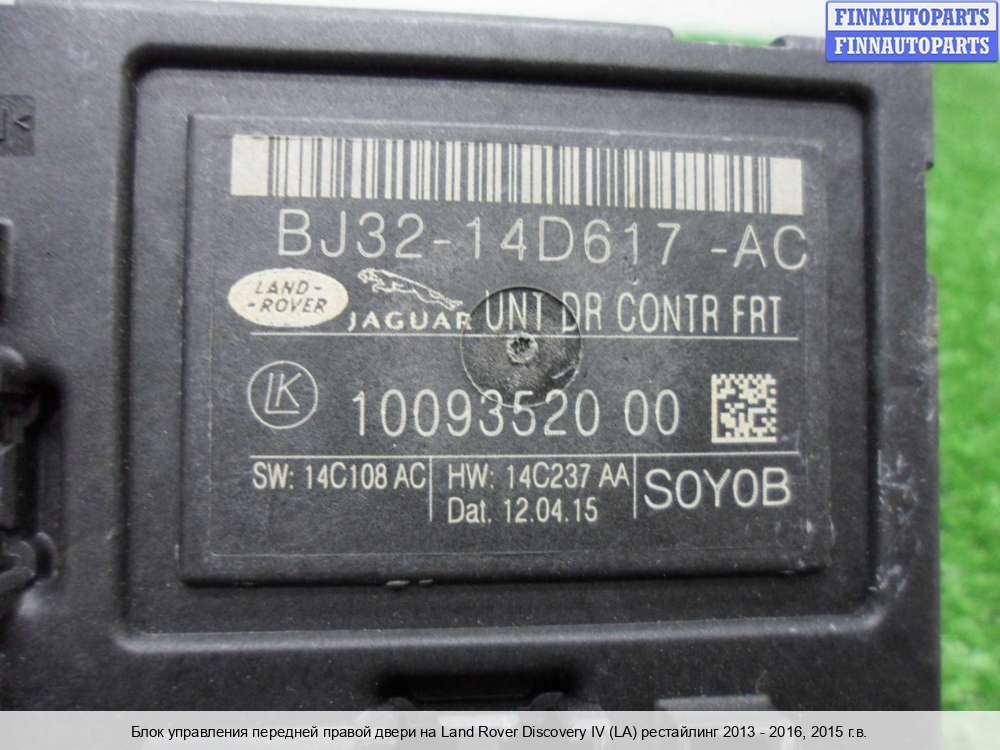 FINNAUTOPARTS
FINNAUTOPARTS
BJ32-14D617-AC
LAND-
-ROVER
JAGUAR UNT DR CONTR FRT
LK 10093520 00
SW: 14C108 AC HW: 14C237 AA S0Y0B
Dat. 12.04.15
Блок управления передней правой двери на Land Rover Discovery IV (LA) рестайлинг 2013 - 2016, 2015 г.в.